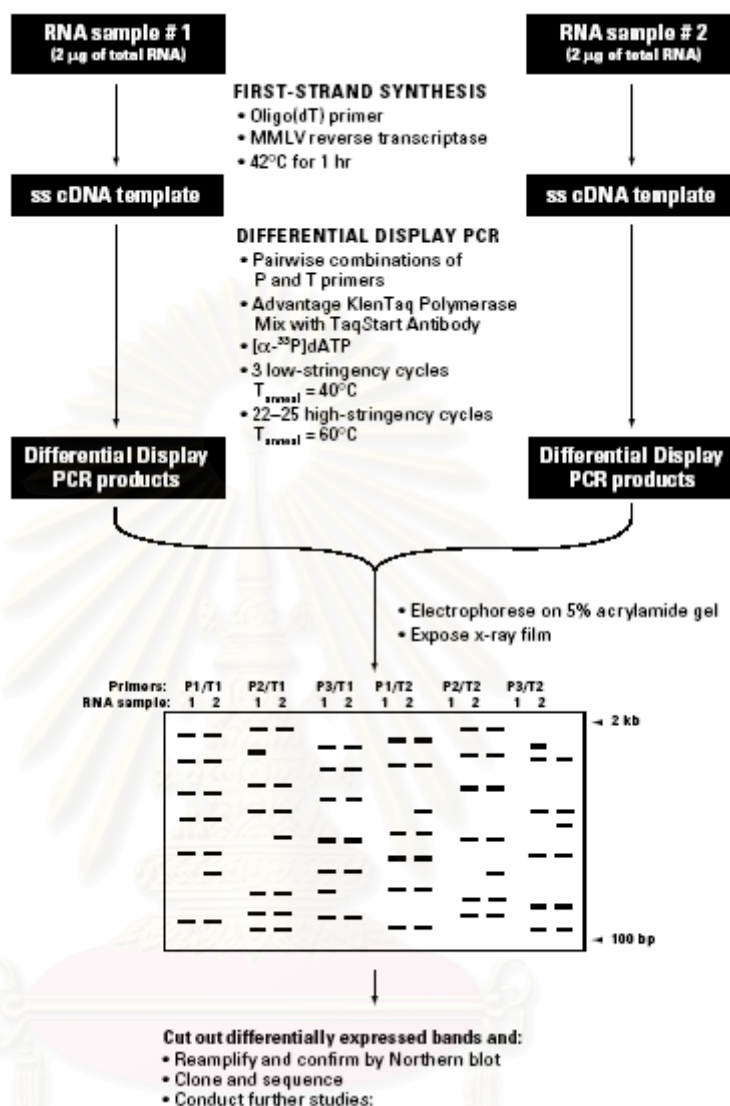 RNA sample # 1
(2 µg of total RNA)
RNA sample # 2
(2 µg of total RNA)
FIRST-STRAND SYNTHESIS
• Oligo(dT) primer
• MMLV reverse transcriptase
• 42°C for 1 hr
ss cDNA template
ss cDNA template
DIFFERENTIAL DISPLAY PCR
• Pairwise combinations of
P and T primers
• Advantage KlenTaq Polymerase
Mix with TaqStart Antibody
• [α-³³P]dATP
• 3 low-stringency cycles
Tanneal = 40°C
• 22–25 high-stringency cycles
Tanneal = 60°C
Differential Display
PCR products
Differential Display
PCR products
• Electrophorese on 5% acrylamide gel
• Expose x-ray film
Primers: P1/T1 P2/T1 P3/T1 P1/T2 P2/T2 P3/T2
RNA sample: 1 2 1 2 1 2 1 2 1 2 1 2
2 kb
100 bp
Cut out differentially expressed bands and:
• Reamplify and confirm by Northern blot
• Clone and sequence
• Conduct further studies: